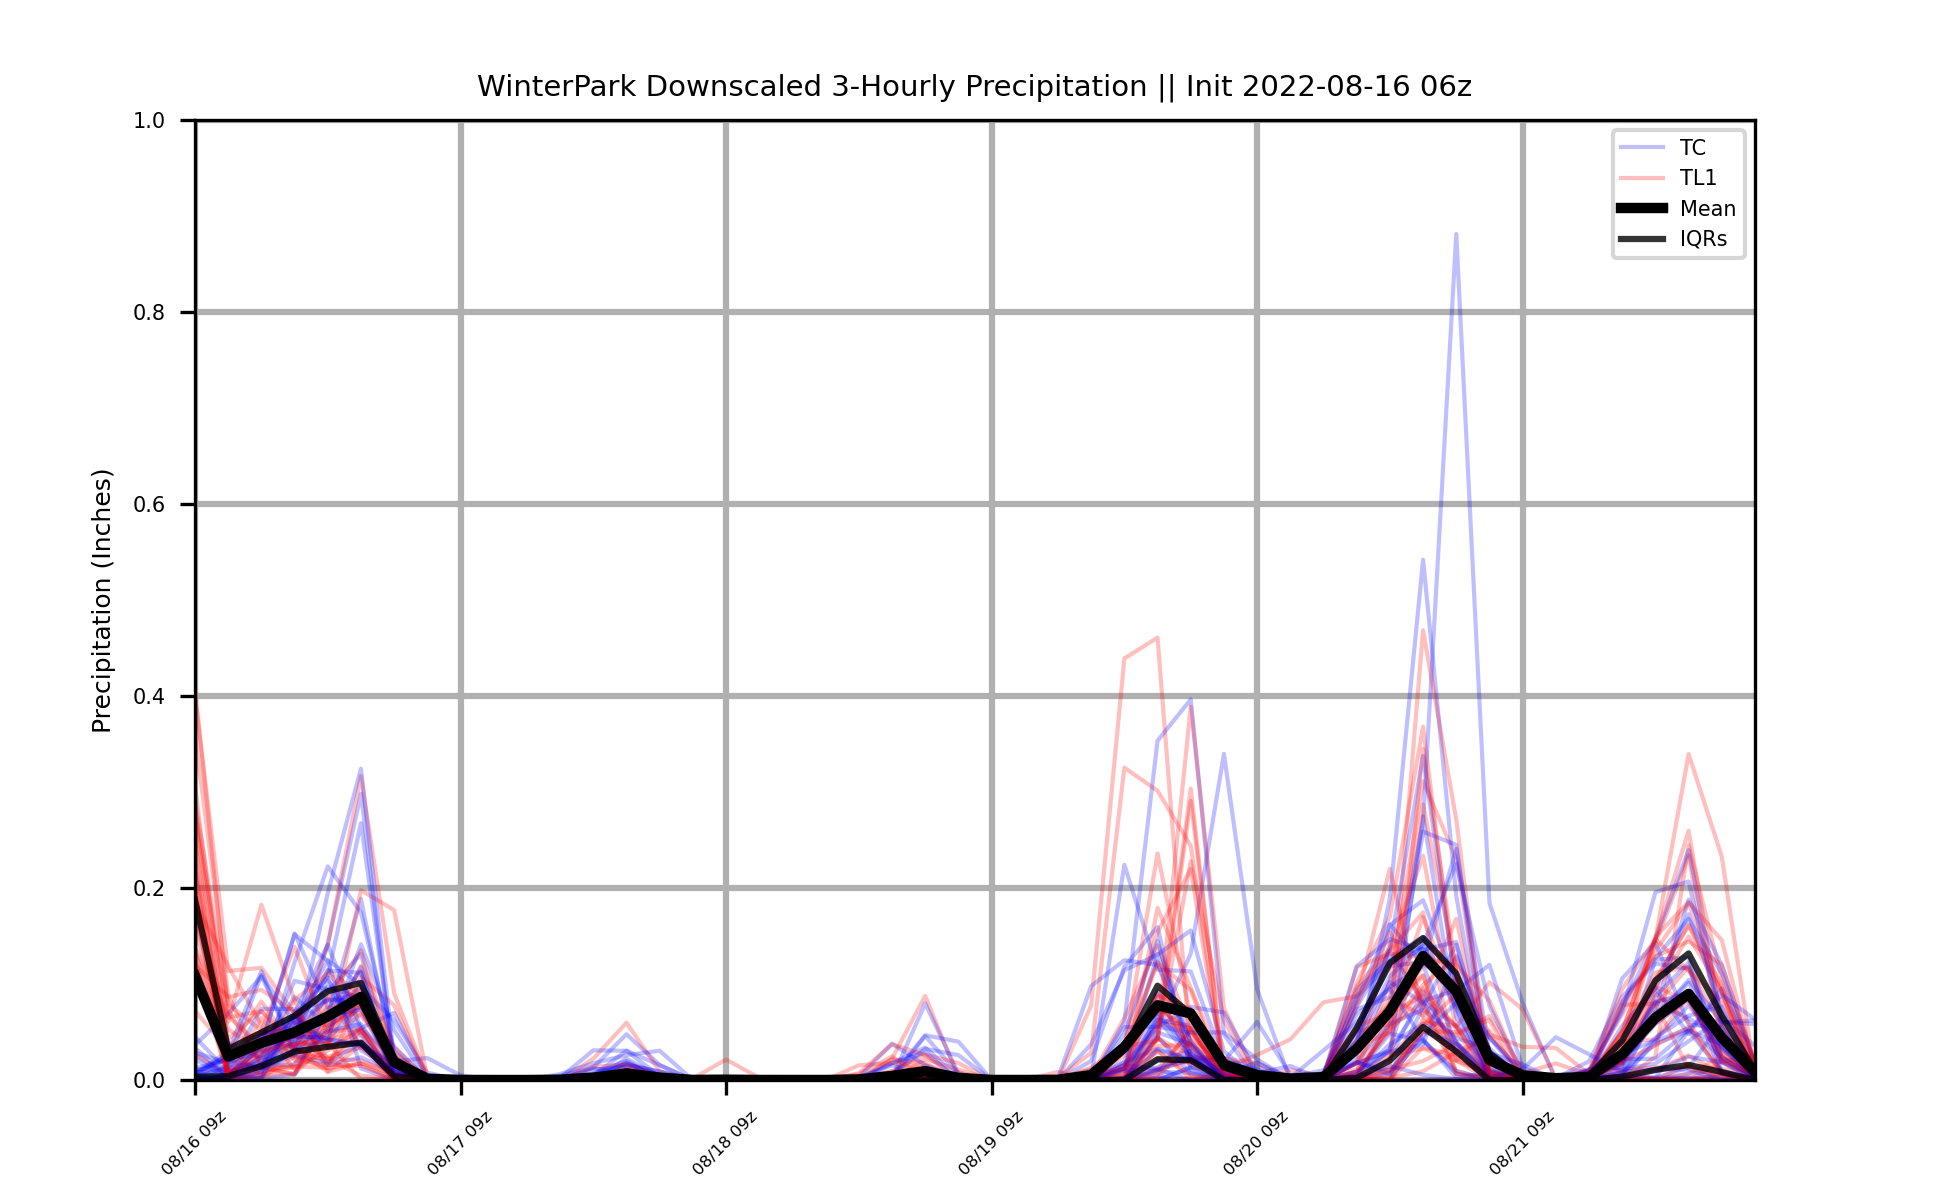 WinterPark Downscaled 3-Hourly Precipitation || Init 2022-08-16 06z
1.0
0.8
0.6
0.4
0.2
0.0
Precipitation (Inches)
TC
TL1
Mean
IQRs
08/16 09z
08/17 09z
08/18 09z
08/19 09z
08/20 09z
08/21 09z